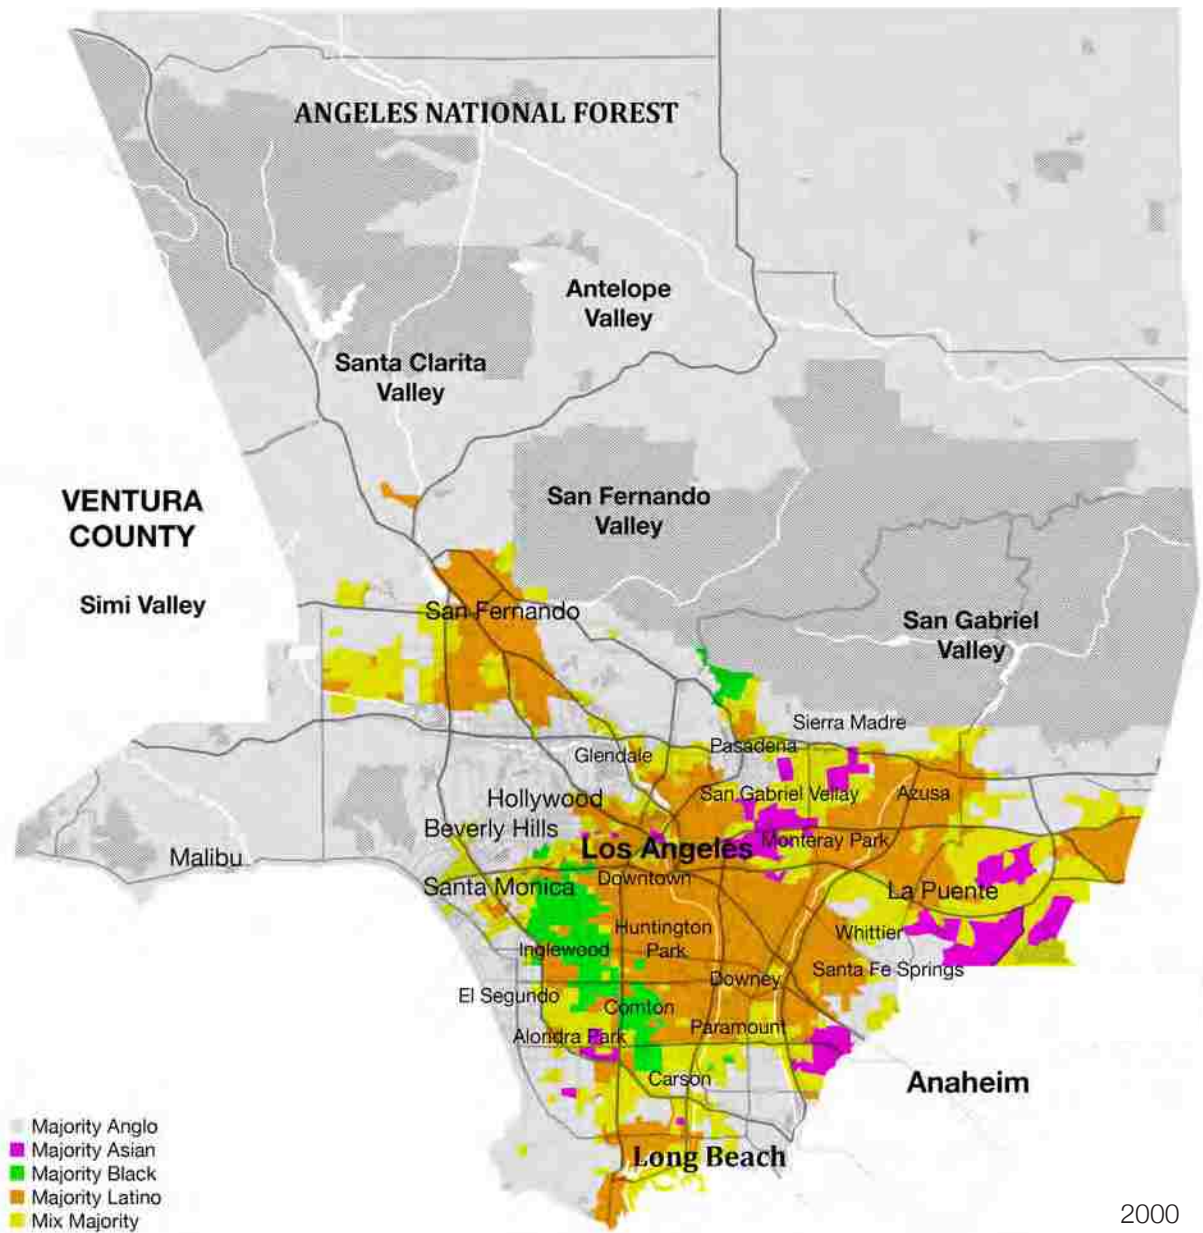 ANGELES NATIONAL FOREST
Antelope
Valley
Santa Clarita
Valley
VENTURA
COUNTY
San Fernando
Valley
Simi Valley
San Fernando
San Gabriel
Valley
Sierra Madre
Glendale
Pasadena
Hollywood
San Gabriel Vellay
Azusa
Beverly Hills
Monteray Park
Los Angeles
Malibu
Downtown
Santa Monica
La Puente
Huntington
Park
Whittier
Inglewood
Santa Fe Springs
Downey
El Segundo
Comton
Alondra Park
Paramount
Carson
Anaheim
Long Beach
Majority Anglo
Majority Asian
Majority Black
Majority Latino
Mix Majority
2000